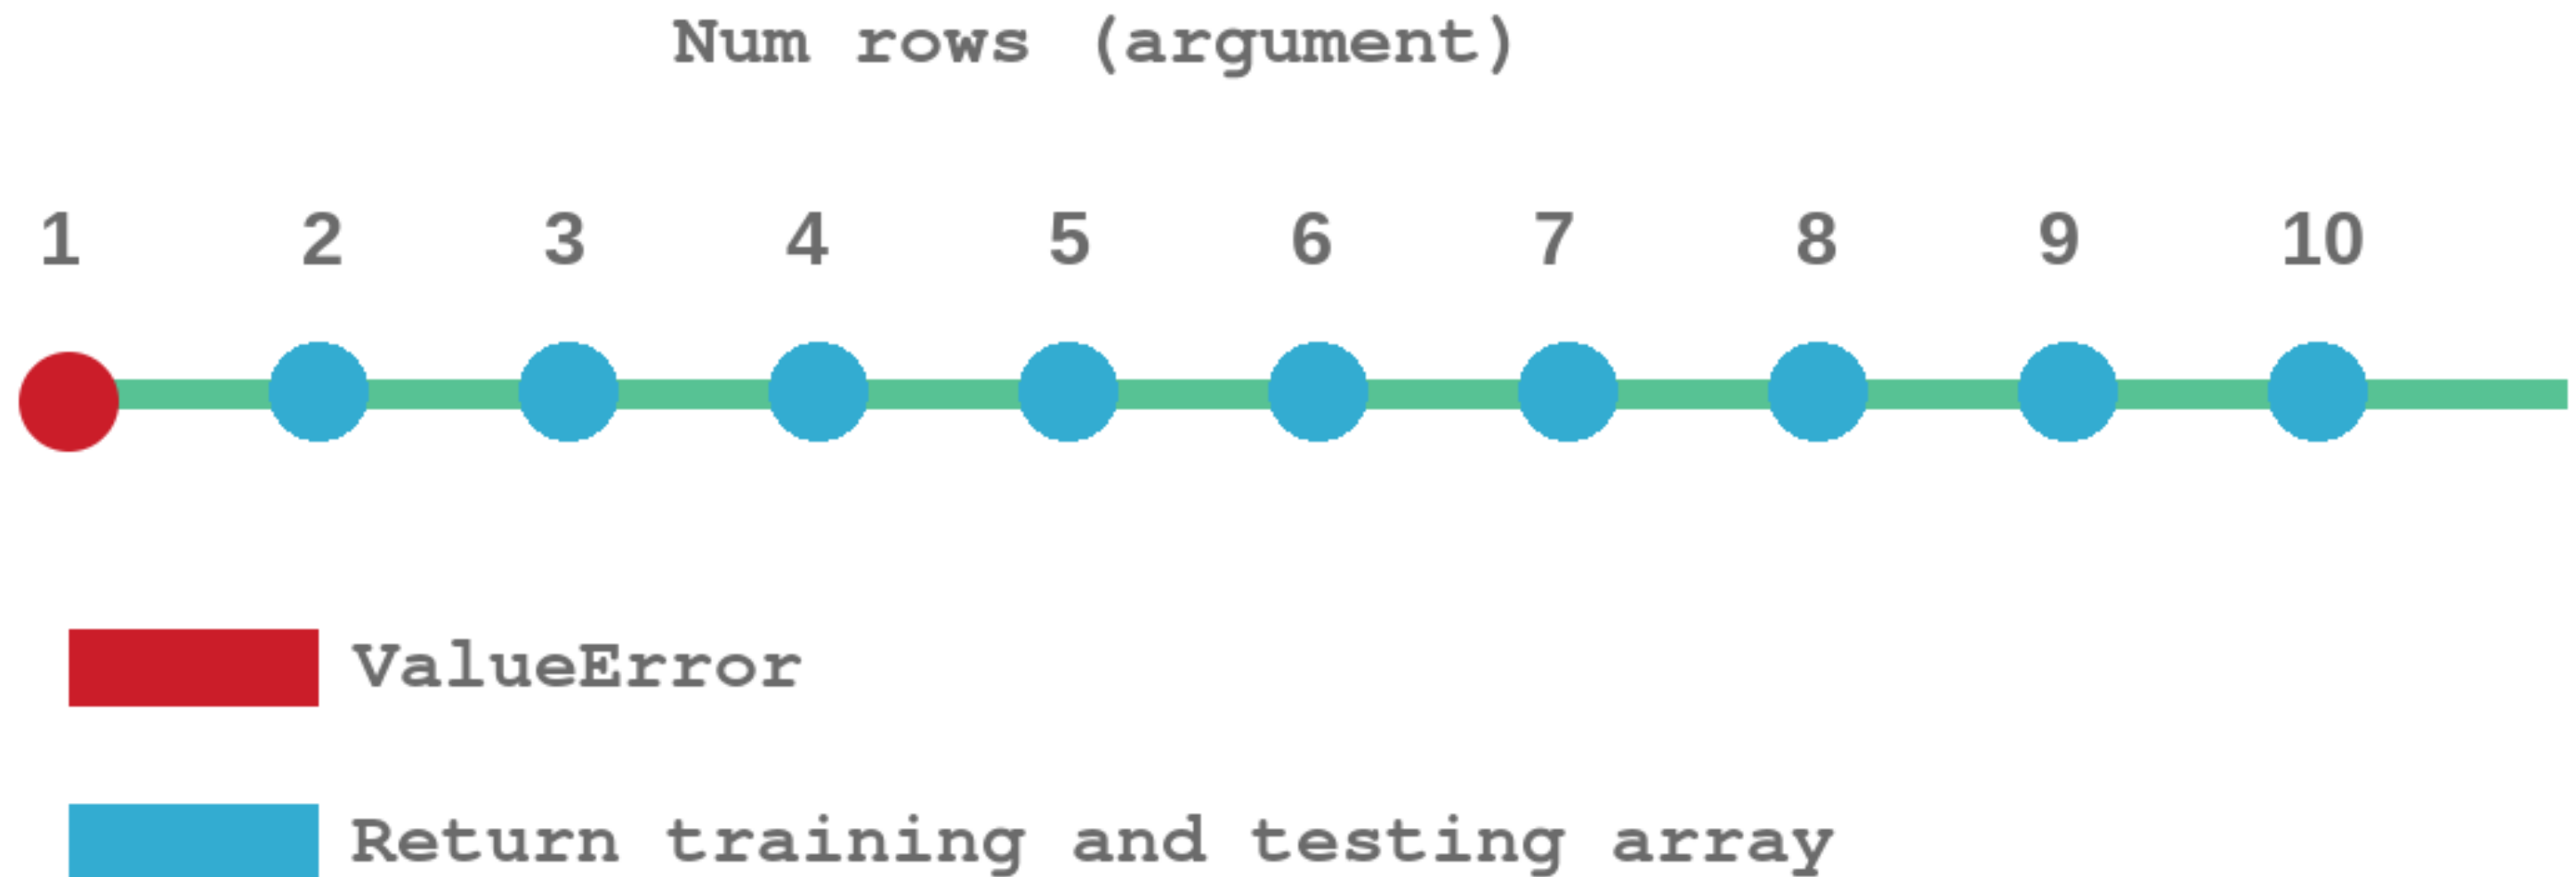 Num rows (argument)
1 2 3 4 5 6 7 8 9 10
ValueError
Return training and testing array